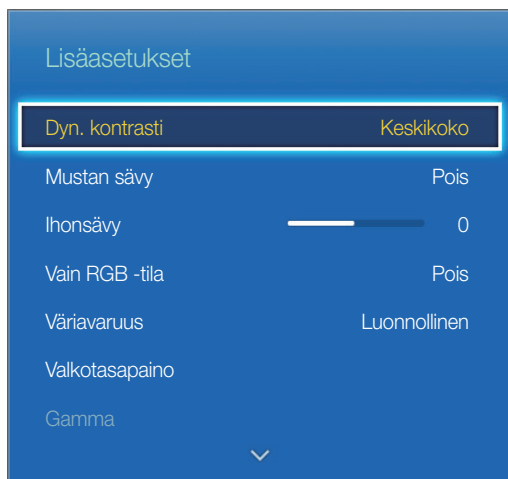 Lisäasetukset
Dyn. kontrasti Keskikoko
Mustan sävy Pois
Ihonsävy 0
Vain RGB -tila Pois
Väriavaruus Luonnollinen
Valkotasapaino
Gamma